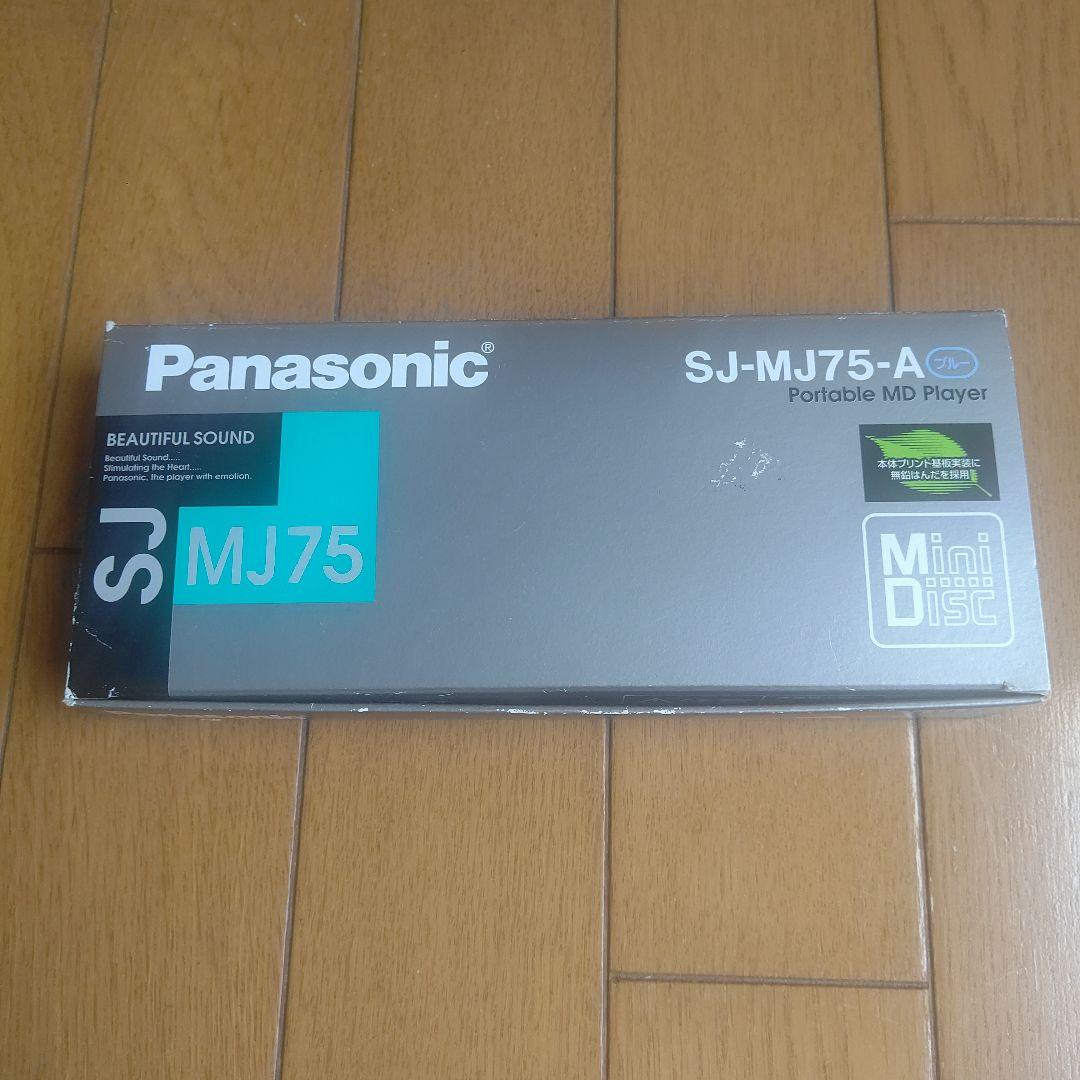 Panasonic®
SJ-MJ75-A ブルー
Portable MD Player
BEAUTIFUL SOUND
Beautiful Sound.....
Stimulating the Heart.....
Panasonic, the player with emotion.
SJ
MJ75
本体プリント基板実装に
無鉛はんだを採用
Mini
Disc